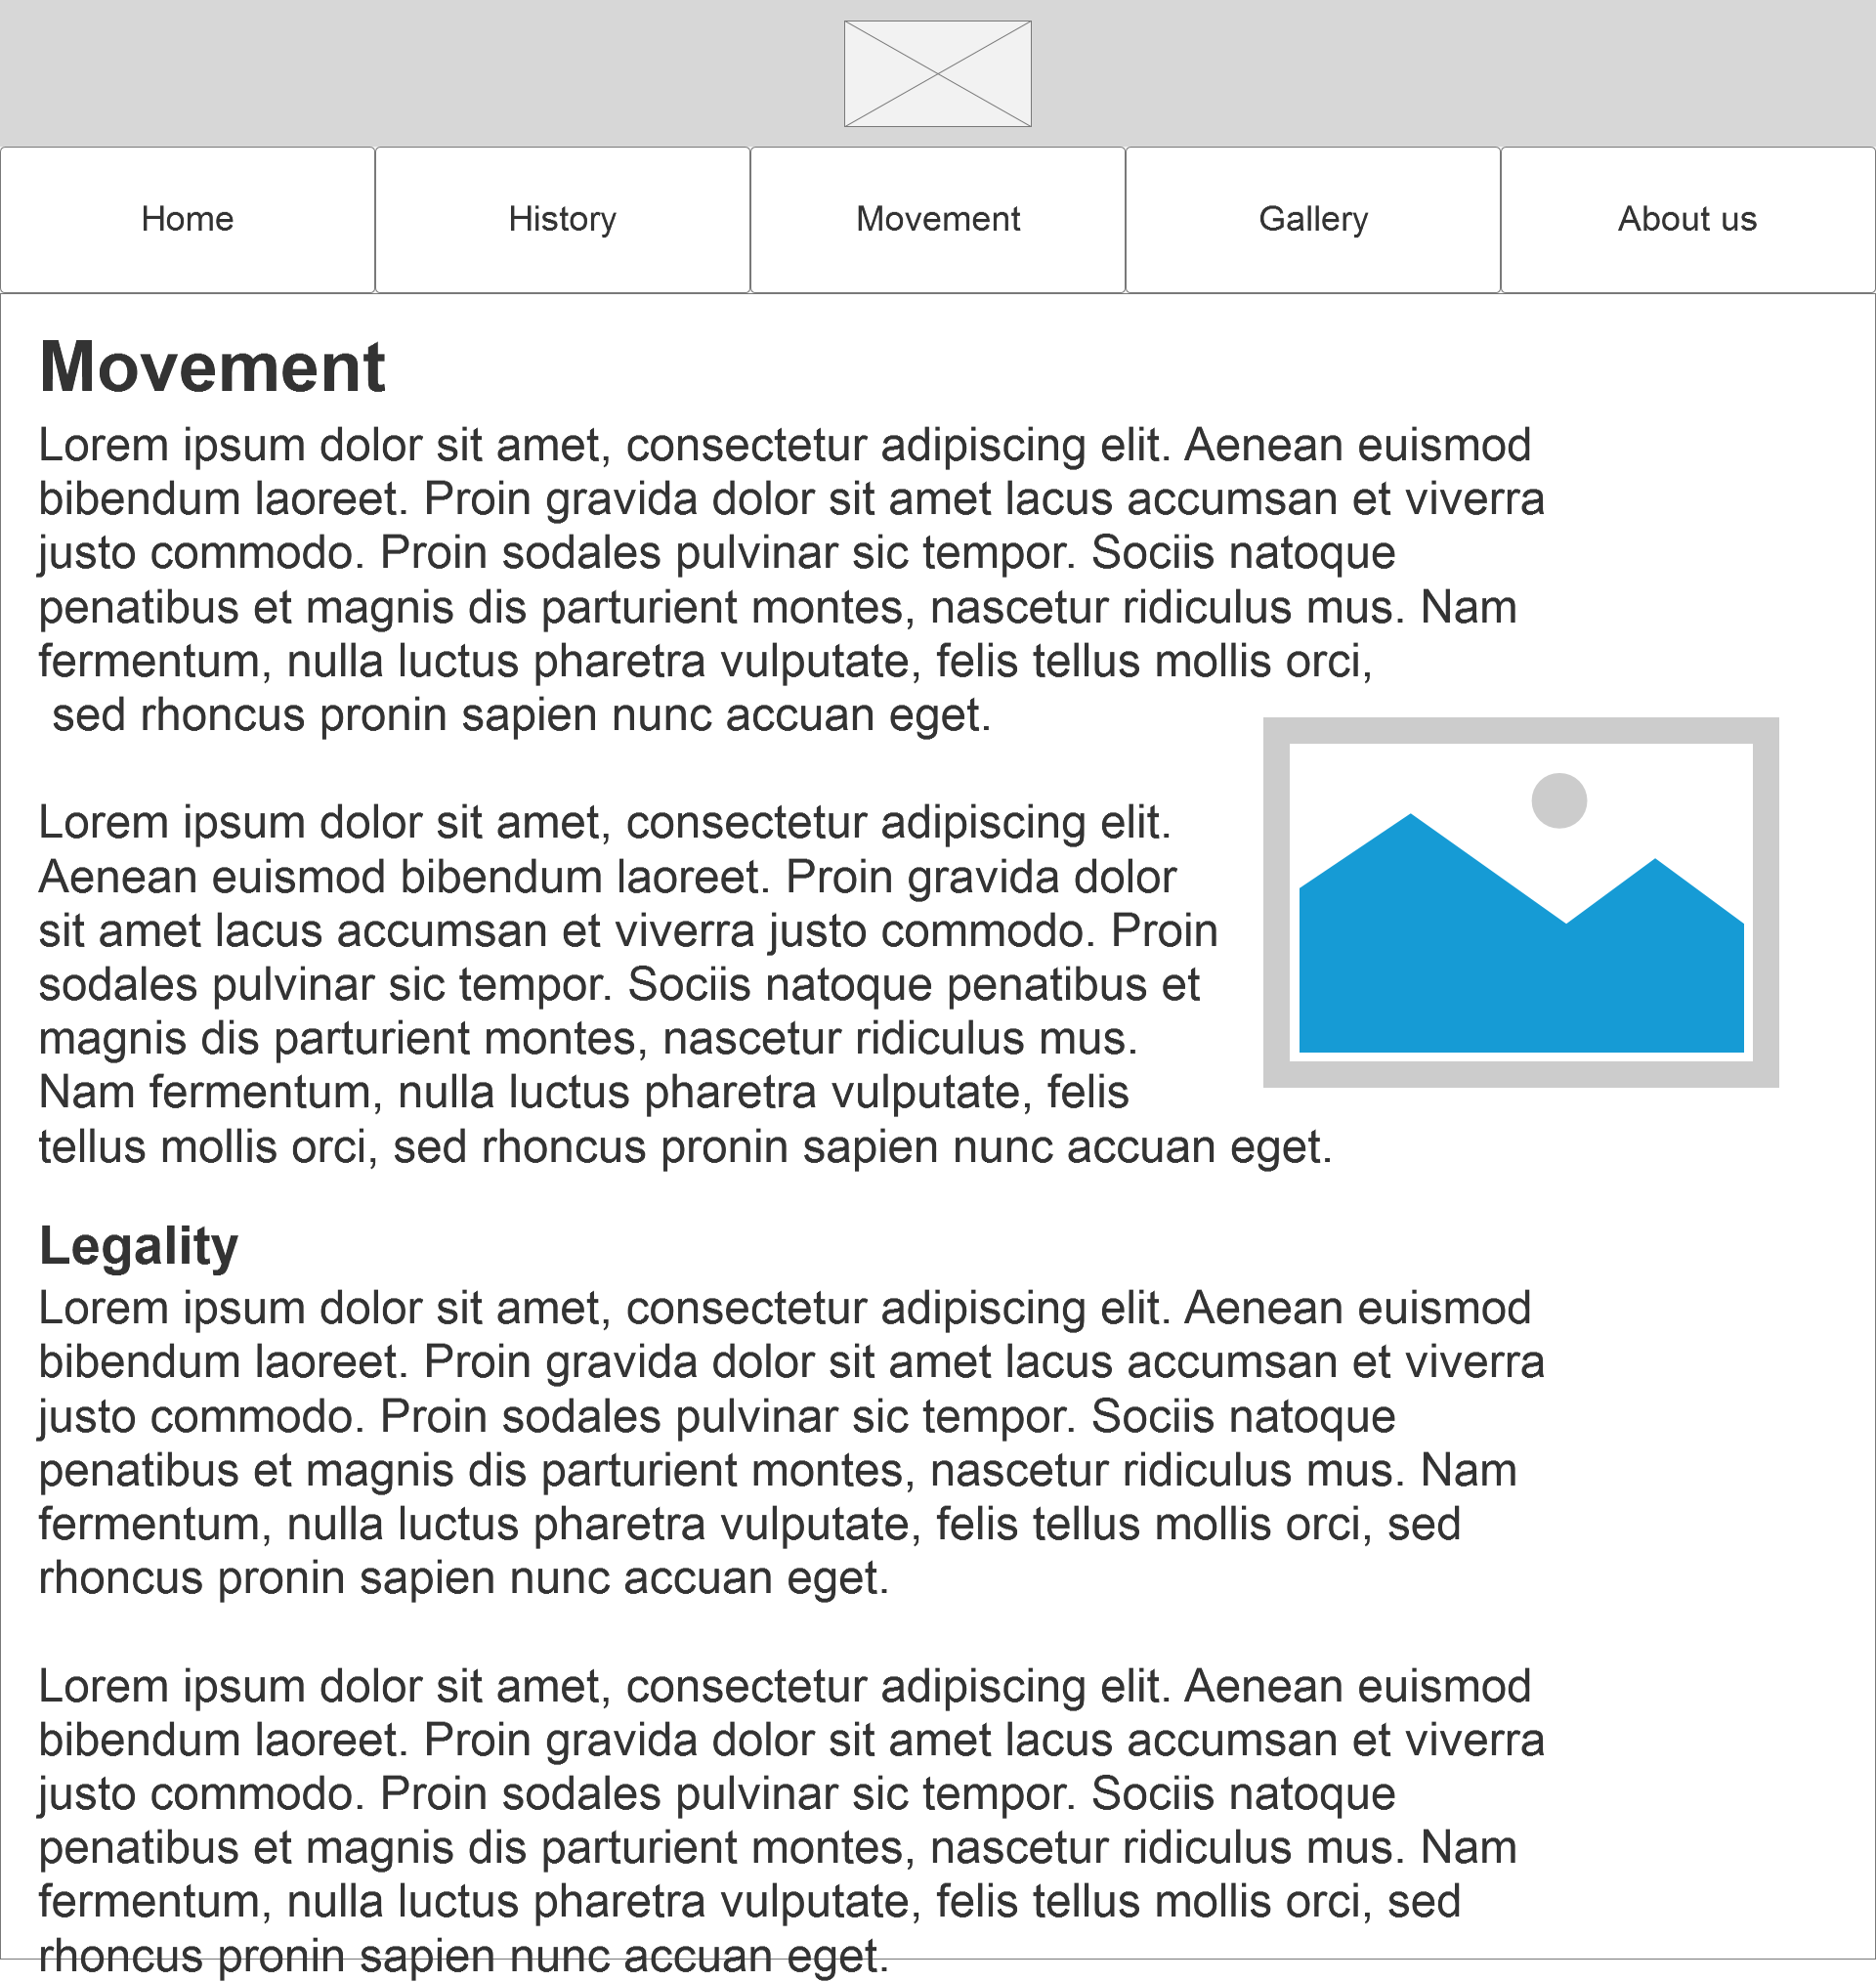 Home
History
Movement
Gallery
About us
Movement
Lorem ipsum dolor sit amet, consectetur adipiscing elit. Aenean euismod
bibendum laoreet. Proin gravida dolor sit amet lacus accumsan et viverra
justo commodo. Proin sodales pulvinar sic tempor. Sociis natoque
penatibus et magnis dis parturient montes, nascetur ridiculus mus. Nam
fermentum, nulla luctus pharetra vulputate, felis tellus mollis orci,
sed rhoncus pronin sapien nunc accuan eget.
Lorem ipsum dolor sit amet, consectetur adipiscing elit.
Aenean euismod bibendum laoreet. Proin gravida dolor
sit amet lacus accumsan et viverra justo commodo. Proin
sodales pulvinar sic tempor. Sociis natoque penatibus et
magnis dis parturient montes, nascetur ridiculus mus.
Nam fermentum, nulla luctus pharetra vulputate, felis
tellus mollis orci, sed rhoncus pronin sapien nunc accuan eget.
Legality
Lorem ipsum dolor sit amet, consectetur adipiscing elit. Aenean euismod
bibendum laoreet. Proin gravida dolor sit amet lacus accumsan et viverra
justo commodo. Proin sodales pulvinar sic tempor. Sociis natoque
penatibus et magnis dis parturient montes, nascetur ridiculus mus. Nam
fermentum, nulla luctus pharetra vulputate, felis tellus mollis orci, sed
rhoncus pronin sapien nunc accuan eget.
Lorem ipsum dolor sit amet, consectetur adipiscing elit. Aenean euismod
bibendum laoreet. Proin gravida dolor sit amet lacus accumsan et viverra
justo commodo. Proin sodales pulvinar sic tempor. Sociis natoque
penatibus et magnis dis parturient montes, nascetur ridiculus mus. Nam
fermentum, nulla luctus pharetra vulputate, felis tellus mollis orci, sed
rhoncus pronin sapien nunc accuan eget.